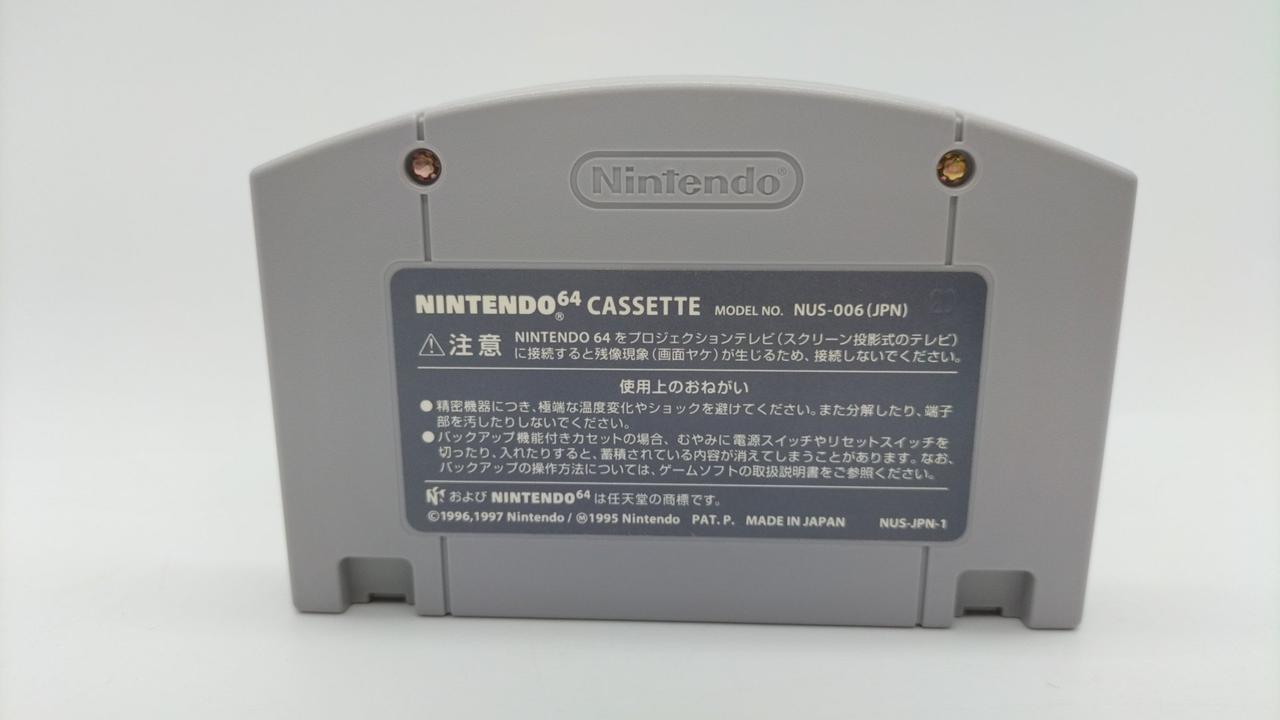 Nintendo®
NINTENDO®64 CASSETTE MODEL NO. NUS-006(JPN)
⚠注意 NINTENDO 64 をプロジェクションテレビ(スクリーン投影式のテレビ)
に接続すると残像現象(画面ヤケ)が生じるため、接続しないでください。
使用上のおねがい
●精密機器につき、極端な温度変化やショックを避けてください。また分解したり、端子
部を汚したりしないでください。
●バックアップ機能付きカセットの場合、むやみに電源スイッチやリセットスイッチを
切ったり、入れたりすると、蓄積されている内容が消えてしまうことがあります。なお、
バックアップの操作方法については、ゲームソフトの取扱説明書をご参照ください。
N および NINTENDO64 は任天堂の商標です。
©1996,1997 Nintendo / Ⓜ1995 Nintendo PAT. P. MADE IN JAPAN NUS-JPN-1